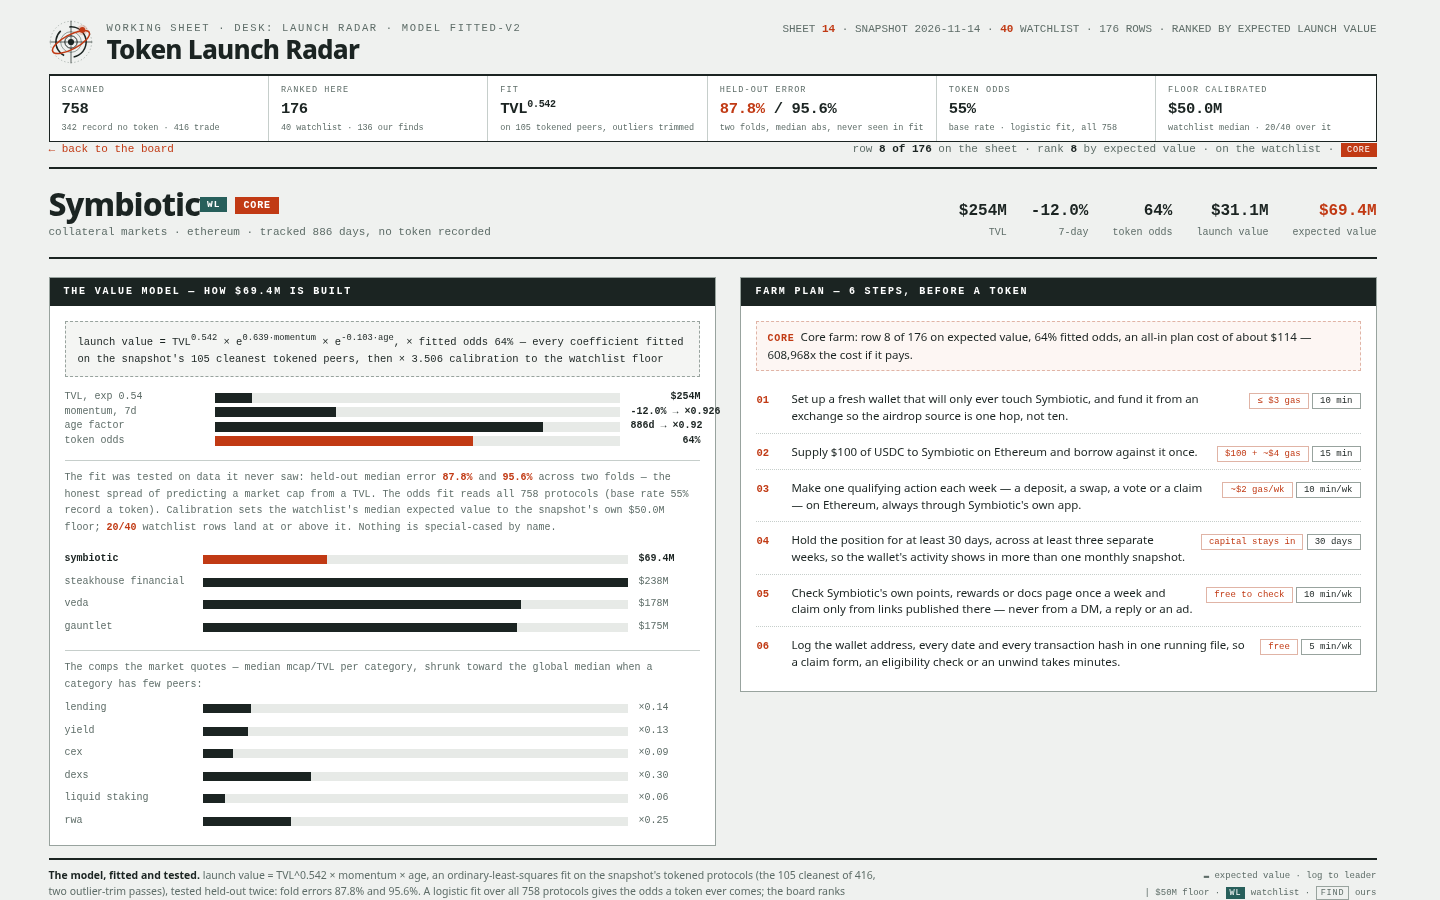 WORKING SHEET · DESK: LAUNCH RADAR · MODEL FITTED-V2
Token Launch Radar
SHEET 14 · SNAPSHOT 2026-11-14 · 40 WATCHLIST · 176 ROWS · RANKED BY EXPECTED LAUNCH VALUE
SCANNED
758
342 record no token · 416 trade
RANKED HERE
176
40 watchlist · 136 our finds
FIT
TVL^0.542
on 105 tokened peers, outliers trimmed
HELD-OUT ERROR
87.8% / 95.6%
two folds, median abs, never seen in fit
TOKEN ODDS
55%
base rate · logistic fit, all 758
FLOOR CALIBRATED
$50.0M
watchlist median · 20/40 over it
← back to the board
row 8 of 176 on the sheet · rank 8 by expected value · on the watchlist · CORE
Symbiotic WL CORE
collateral markets · ethereum · tracked 886 days, no token recorded
$254M -12.0% 64% $31.1M $69.4M
TVL 7-day token odds launch value expected value
THE VALUE MODEL — HOW $69.4M IS BUILT
launch value = TVL^0.542 × e^0.639·momentum × e^-0.103·age, × fitted odds 64% — every coefficient fitted
on the snapshot's 105 cleanest tokened peers, then × 3.506 calibration to the watchlist floor
TVL, exp 0.54 $254M
momentum, 7d -12.0% → ×0.926
age factor 886d → ×0.92
token odds 64%
The fit was tested on data it never saw: held-out median error 87.8% and 95.6% across two folds — the
honest spread of predicting a market cap from a TVL. The odds fit reads all 758 protocols (base rate 55%
record a token). Calibration sets the watchlist's median expected value to the snapshot's own $50.0M
floor; 20/40 watchlist rows land at or above it. Nothing is special-cased by name.
symbiotic $69.4M
steakhouse financial $238M
veda $178M
gauntlet $175M
The comps the market quotes — median mcap/TVL per category, shrunk toward the global median when a
category has few peers:
lending ×0.14
yield ×0.13
cex ×0.09
dexs ×0.30
liquid staking ×0.06
rwa ×0.25
FARM PLAN — 6 STEPS, BEFORE A TOKEN
CORE Core farm: row 8 of 176 on expected value, 64% fitted odds, an all-in plan cost of about $114 —
608,968x the cost if it pays.
01 Set up a fresh wallet that will only ever touch Symbiotic, and fund it from an ≤ $3 gas 10 min
exchange so the airdrop source is one hop, not ten.
02 Supply $100 of USDC to Symbiotic on Ethereum and borrow against it once. $100 + ~$4 gas 15 min
03 Make one qualifying action each week — a deposit, a swap, a vote or a claim ~$2 gas/wk 10 min/wk
— on Ethereum, always through Symbiotic's own app.
04 Hold the position for at least 30 days, across at least three separate capital stays in 30 days
weeks, so the wallet's activity shows in more than one monthly snapshot.
05 Check Symbiotic's own points, rewards or docs page once a week and free to check 10 min/wk
claim only from links published there — never from a DM, a reply or an ad.
06 Log the wallet address, every date and every transaction hash in one running file, so free 5 min/wk
a claim form, an eligibility check or an unwind takes minutes.
The model, fitted and tested. launch value = TVL^0.542 × momentum × age, an ordinary-least-squares fit on the snapshot's tokened protocols (the 105 cleanest of 416,
two outlier-trim passes), tested held-out twice: fold errors 87.8% and 95.6%. A logistic fit over all 758 protocols gives the odds a token ever comes; the board ranks
▬ expected value · log to leader
| $50M floor · WL watchlist · FIND ours